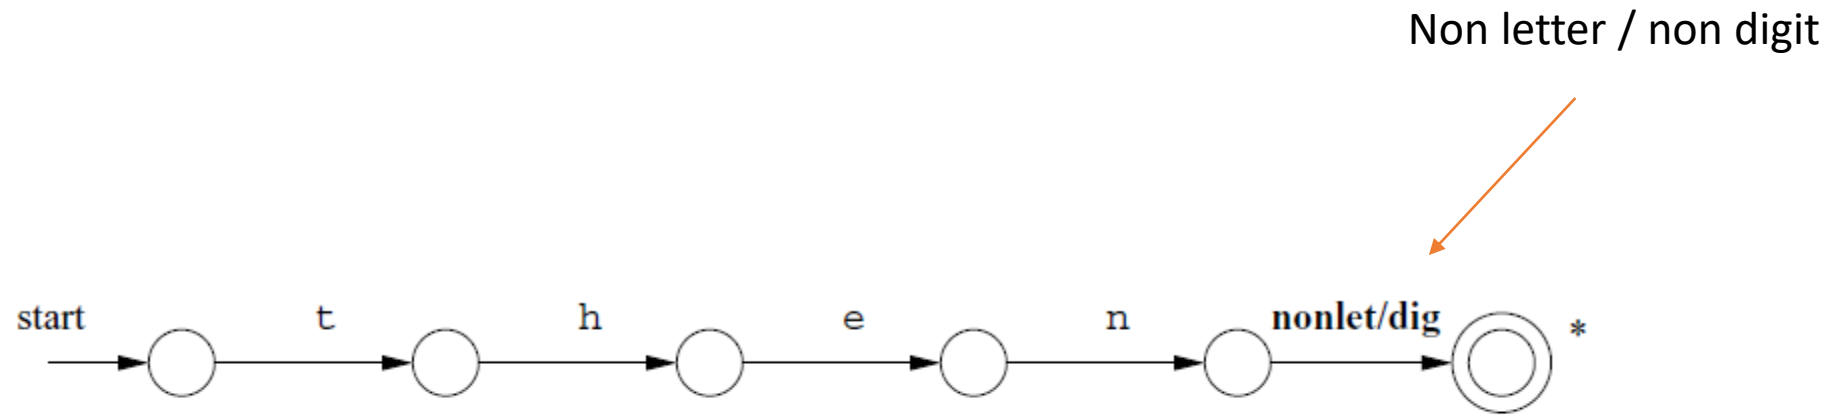 Non letter / non digit
start t h e n nonlet/dig *